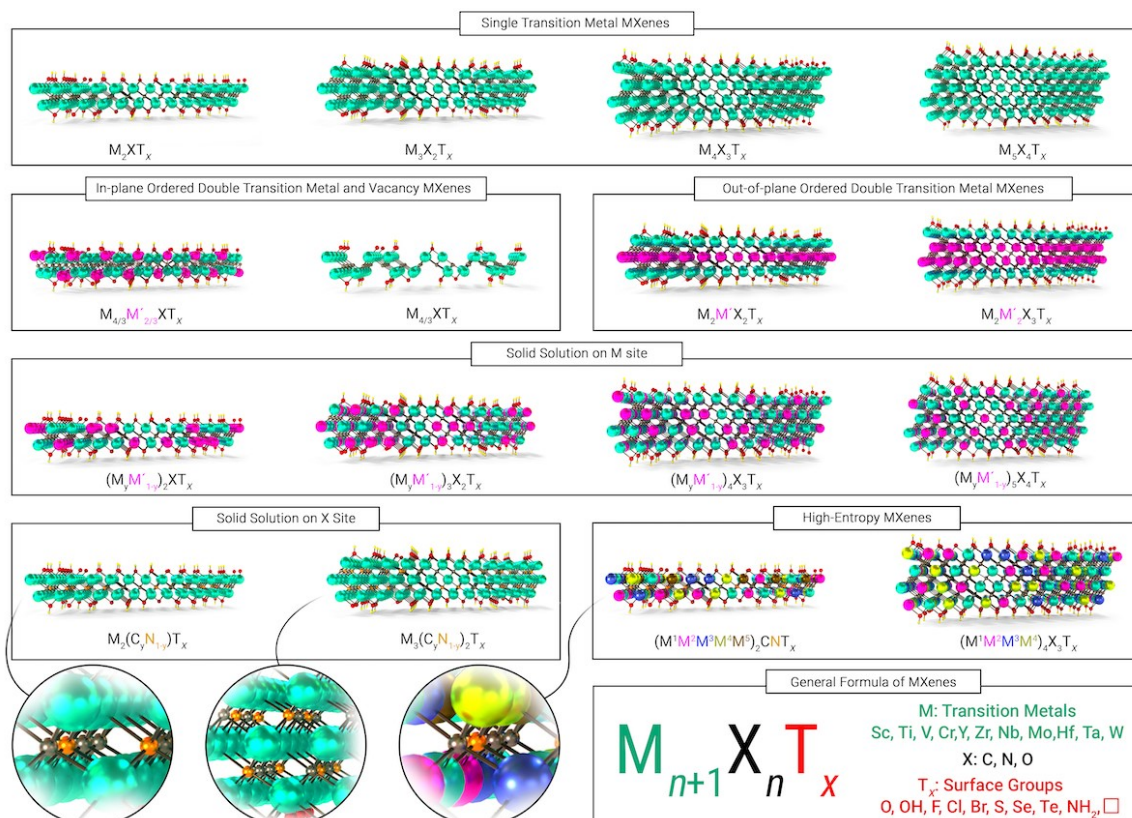 Single Transition Metal MXenes
M₂XTₓ
M₃X₂Tₓ
M₄X₃Tₓ
M₅X₄Tₓ
In-plane Ordered Double Transition Metal and Vacancy MXenes
M₄/₃M´₂/₃XTₓ
M₄/₃XTₓ
Out-of-plane Ordered Double Transition Metal MXenes
M₂M´X₂Tₓ
M₂M´₂X₃Tₓ
Solid Solution on M site
(MyM´1-y)₂XTₓ
(MyM´1-y)₃X₂Tₓ
(MyM´1-y)₄X₃Tₓ
(MyM´1-y)₅X₄Tₓ
Solid Solution on X Site
M₂(CyN1-y)Tₓ
M₃(CyN1-y)₂Tₓ
High-Entropy MXenes
(M¹M²M³M⁴M⁵)₂CNTₓ
(M¹M²M³M⁴)₄X₃Tₓ
General Formula of MXenes
Mn+1XnTx
M: Transition Metals
Sc, Ti, V, Cr,Y, Zr, Nb, Mo,Hf, Ta, W
X: C, N, O
Tₓ: Surface Groups
O, OH, F, Cl, Br, S, Se, Te, NH₂, □